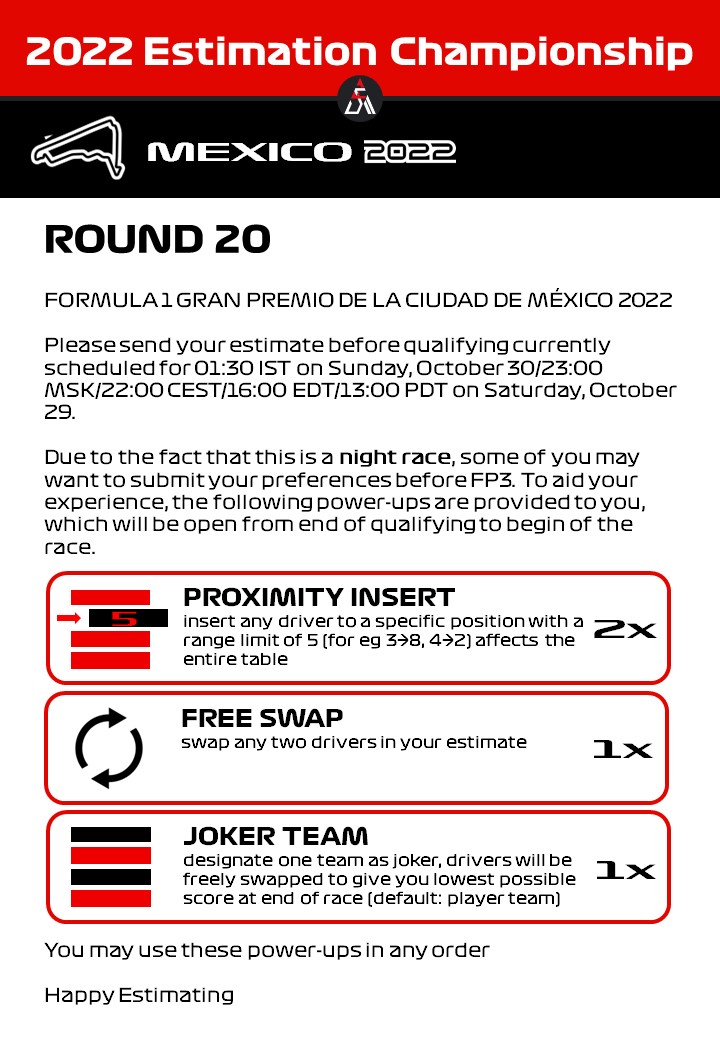 2022 Estimation Championship
MEXICO 2022
ROUND 20
FORMULA 1 GRAN PREMIO DE LA CIUDAD DE MÉXICO 2022
Please send your estimate before qualifying currently
scheduled for 01:30 IST on Sunday, October 30/23:00
MSK/22:00 CEST/16:00 EDT/13:00 PDT on Saturday, October
29.
Due to the fact that this is a night race, some of you may
want to submit your preferences before FP3. To aid your
experience, the following power-ups are provided to you,
which will be open from end of qualifying to begin of the
race.
5
PROXIMITY INSERT
insert any driver to a specific position with a
range limit of 5 (for eg 3→8, 4→2) affects the
entire table
2x
FREE SWAP
swap any two drivers in your estimate
1x
JOKER TEAM
designate one team as joker, drivers will be
freely swapped to give you lowest possible
score at end of race (default: player team)
1x
You may use these power-ups in any order
Happy Estimating